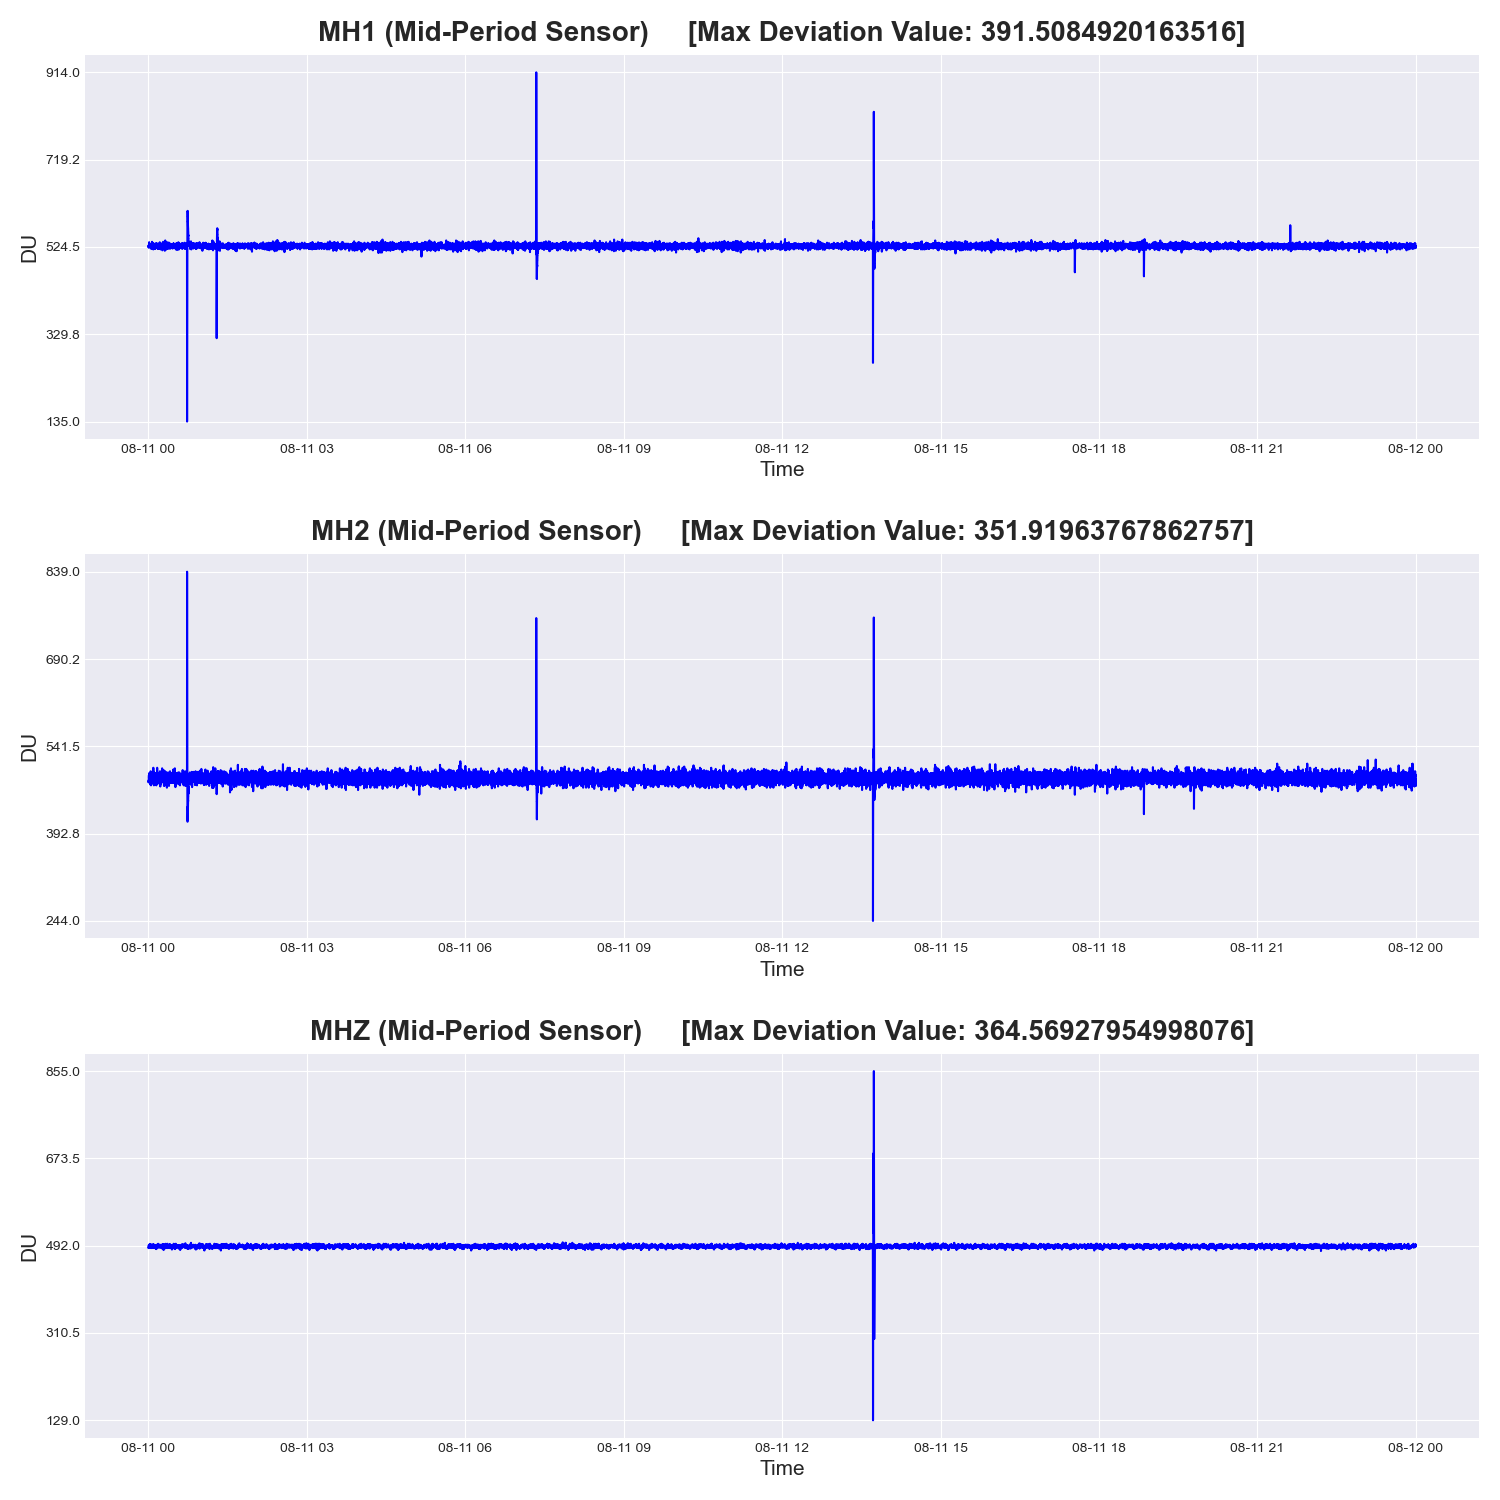 MH1 (Mid-Period Sensor) [Max Deviation Value: 391.5084920163516]
914.0
719.2
524.5
329.8
135.0
DU
08-11 00 08-11 03 08-11 06 08-11 09 08-11 12 08-11 15 08-11 18 08-11 21 08-12 00
Time
MH2 (Mid-Period Sensor) [Max Deviation Value: 351.91963767862757]
839.0
690.2
541.5
392.8
244.0
DU
08-11 00 08-11 03 08-11 06 08-11 09 08-11 12 08-11 15 08-11 18 08-11 21 08-12 00
Time
MHZ (Mid-Period Sensor) [Max Deviation Value: 364.56927954998076]
855.0
673.5
492.0
310.5
129.0
DU
08-11 00 08-11 03 08-11 06 08-11 09 08-11 12 08-11 15 08-11 18 08-11 21 08-12 00
Time